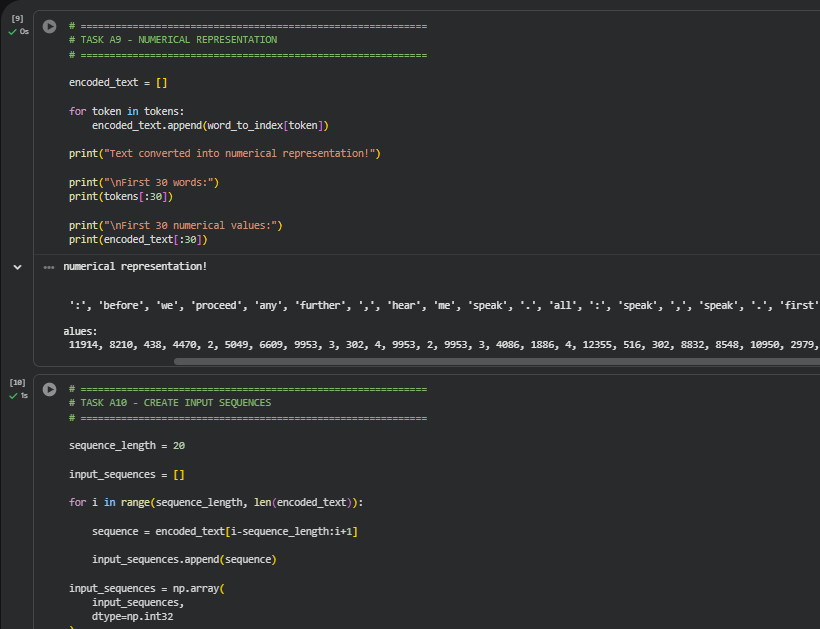 [9]
0s
# ============================================================
# TASK A9 - NUMERICAL REPRESENTATION
# ============================================================
encoded_text = []
for token in tokens:
    encoded_text.append(word_to_index[token])
print("Text converted into numerical representation!")
print("\nFirst 30 words:")
print(tokens[:30])
print("\nFirst 30 numerical values:")
print(encoded_text[:30])
numerical representation!
':', 'before', 'we', 'proceed', 'any', 'further', ',', 'hear', 'me', 'speak', '.', 'all', ':', 'speak', ',', 'speak', '.', 'first'
alues:
11914, 8210, 438, 4470, 2, 5049, 6609, 9953, 3, 302, 4, 9953, 2, 9953, 3, 4086, 1886, 4, 12355, 516, 302, 8832, 8548, 10950, 2979,
[10]
1s
# ============================================================
# TASK A10 - CREATE INPUT SEQUENCES
# ============================================================
sequence_length = 20
input_sequences = []
for i in range(sequence_length, len(encoded_text)):
    sequence = encoded_text[i-sequence_length:i+1]
    input_sequences.append(sequence)
input_sequences = np.array(
    input_sequences,
    dtype=np.int32
)